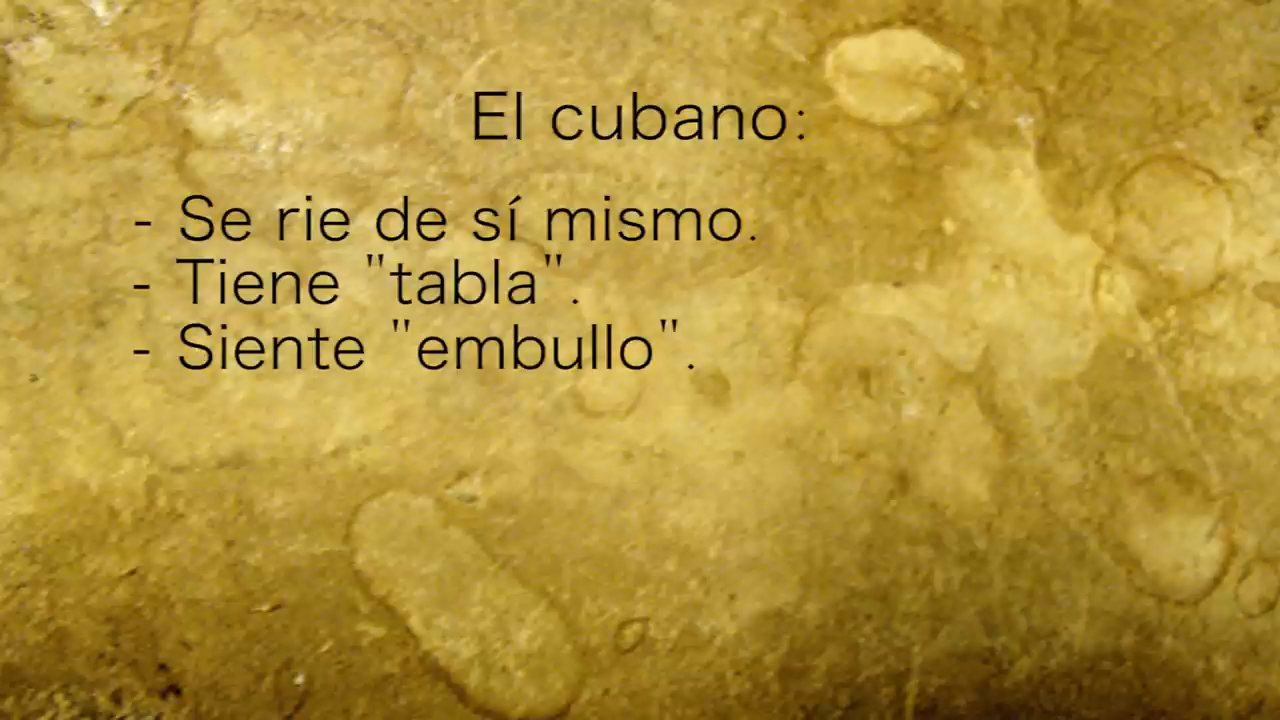 El cubano:
- Se rie de sí mismo.
- Tiene "tabla".
- Siente "embullo".